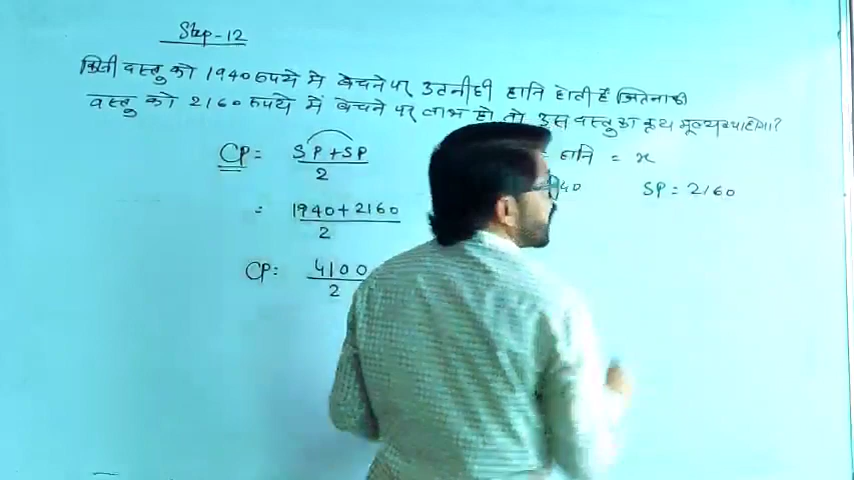 Step-12
किसी वस्तु को 1940 रुपये में बेचने पर उतनी ही हानि होती है जितना की
वस्तु को 2160 रुपये में बेचने पर लाभ हो तो उस वस्तु का क्रय मूल्य क्या होगा?
CP = SP+SP / 2
हानि = x
40 SP = 2160
= 1940+2160 / 2
CP = 4100 / 2